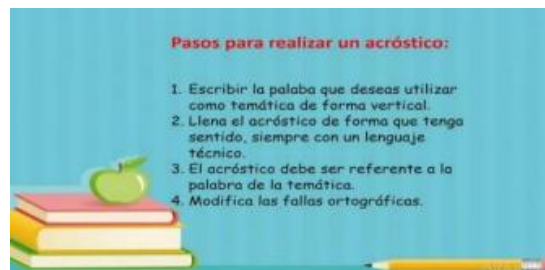 Pasos para realizar un acróstico:
1. Escribir la palaba que deseas utilizar
como temática de forma vertical.
2. Llena el acróstico de forma que tenga
sentido, siempre con un lenguaje
técnico.
3. El acróstico debe ser referente a la
palabra de la temática.
4. Modifica las fallas ortográficas.